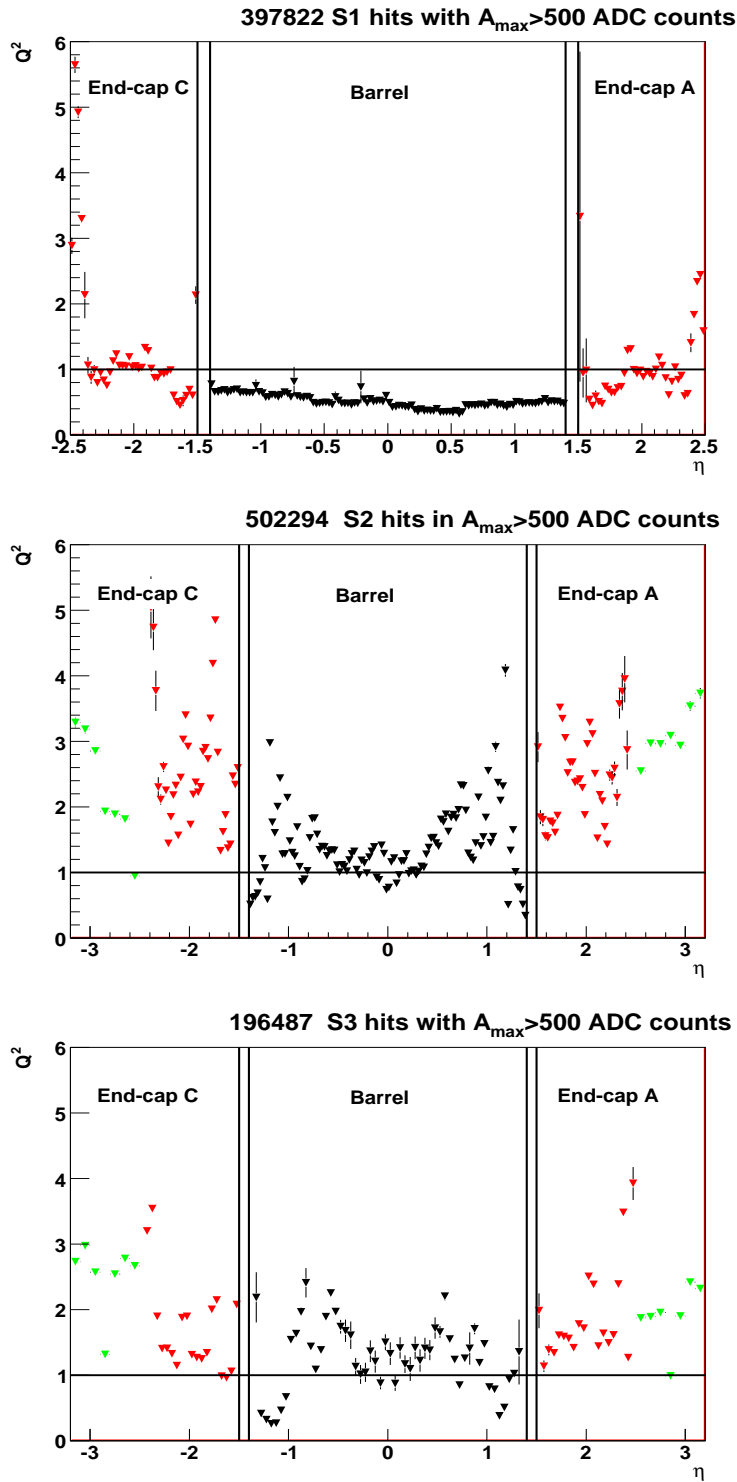 397822 S1 hits with Amax>500 ADC counts
Q2
6
5
4
3
2
1
0
End-cap C
Barrel
End-cap A
-2.5 -1.5 -1 -0.5 0 0.5 1 1.5 2 2.5
η
502294 S2 hits in Amax>500 ADC counts
Q2
6
5
4
3
2
1
0
End-cap C
Barrel
End-cap A
-3 -2 -1 0 1 2 3
η
196487 S3 hits with Amax>500 ADC counts
Q2
6
5
4
3
2
1
0
End-cap C
Barrel
End-cap A
-3 -2 -1 0 1 2 3
η